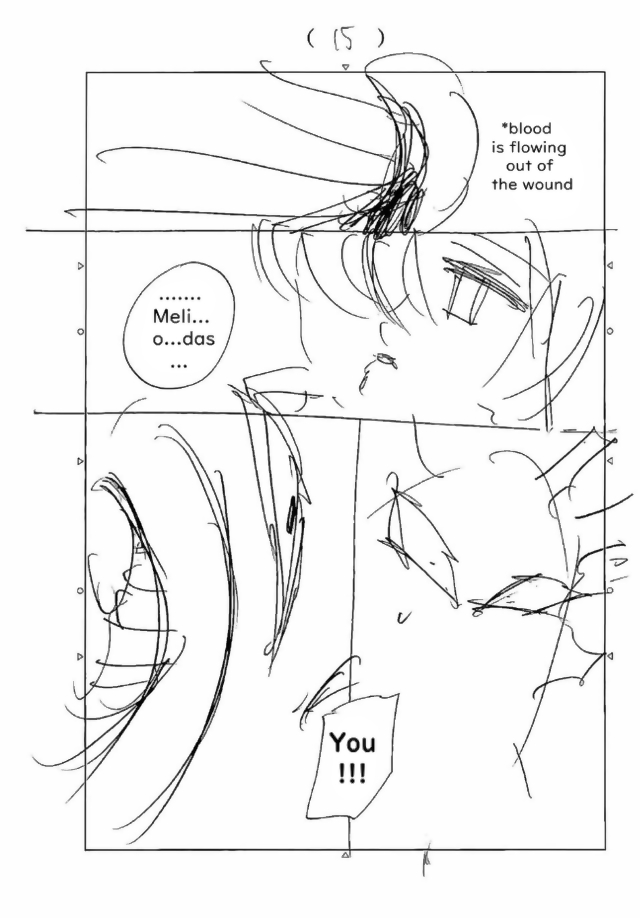 ( 15 )
*blood
is flowing
out of
the wound
.......
Meli...
o...das
...
You
!!!